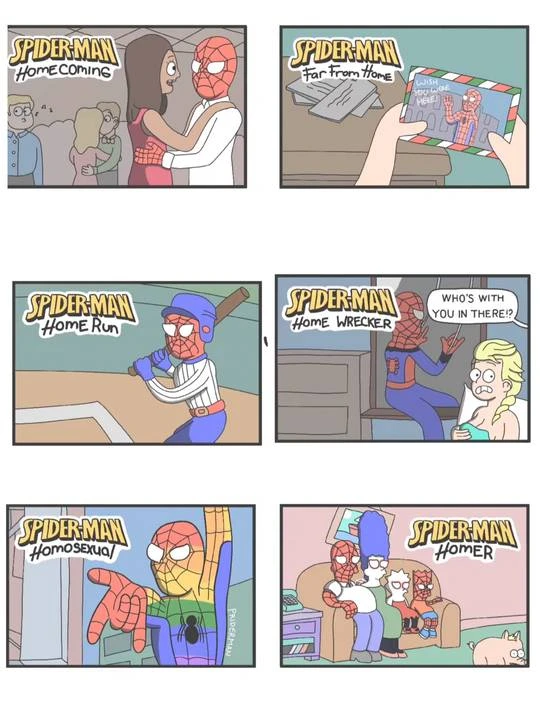 SPIDER-MAN
Homecoming
SPIDER-MAN
Far From Home
WISH
YOU WERE
HERE!
SPIDER-MAN
Home Run
SPIDER-MAN
Home WRECKER
WHO'S WITH
YOU IN THERE!?
SPIDER-MAN
Homosexual
PRIDERMAN
SPIDER-MAN
HomER